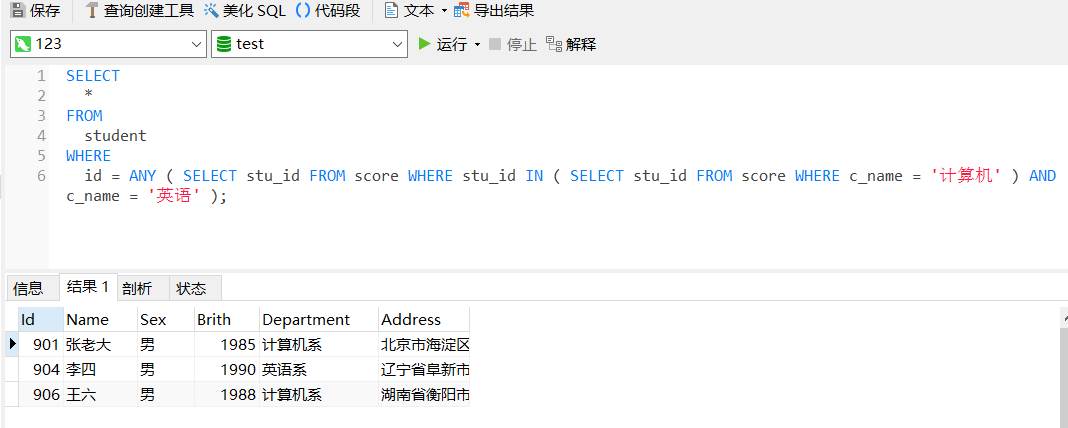 保存 查询创建工具 美化 SQL () 代码段 文本 导出结果
123 test 运行 停止 解释
1 SELECT
2 *
3 FROM
4 student
5 WHERE
6 id = ANY ( SELECT stu_id FROM score WHERE stu_id IN ( SELECT stu_id FROM score WHERE c_name = '计算机' ) AND
c_name = '英语' );
信息 结果 1 剖析 状态
Id Name Sex Brith Department Address
901 张老大 男 1985 计算机系 北京市海淀区
904 李四 男 1990 英语系 辽宁省阜新市
906 王六 男 1988 计算机系 湖南省衡阳市